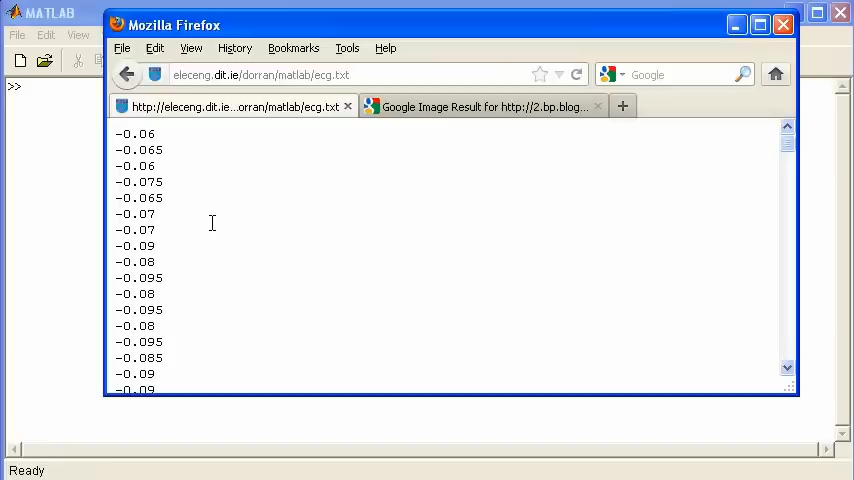 MATLAB
File Edit View
>>
Mozilla Firefox
File Edit View History Bookmarks Tools Help
eleceng.dit.ie/dorran/matlab/ecg.txt
Google
http://eleceng.dit.ie...orran/matlab/ecg.txt
Google Image Result for http://2.bp.blog...
-0.06
-0.065
-0.06
-0.075
-0.065
-0.07
-0.07
-0.09
-0.08
-0.095
-0.08
-0.095
-0.08
-0.095
-0.085
-0.09
-0.09
Ready